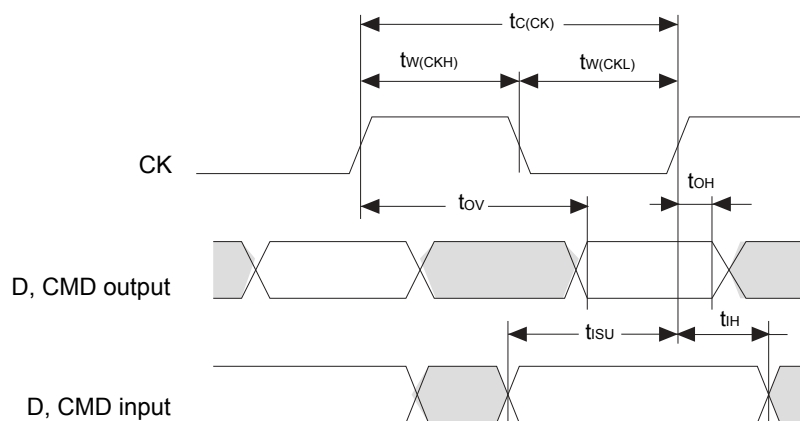 tC(CK)
tW(CKH) tW(CKL)
CK
tOH
tOV
D, CMD output
tISU tIH
D, CMD input